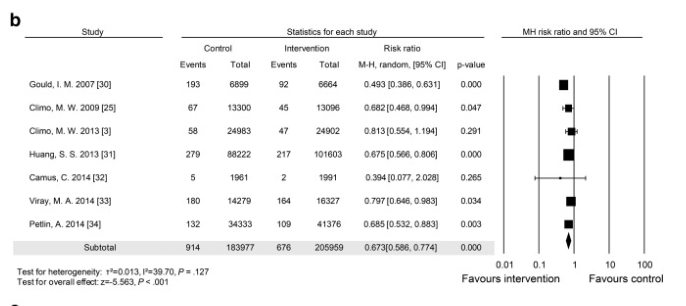 b
Study Statistics for each study MH risk ratio and 95% CI
Control Intervention Risk ratio
Events Total Events Total M-H, random, [95% CI] p-value
Gould, I. M. 2007 [30] 193 6899 92 6664 0.493 [0.386, 0.631) 0.000
Climo, M. W. 2009 [25] 67 13300 45 13096 0.682 [0.468, 0.994) 0.047
Climo, M. W. 2013 [3] 58 24983 47 24902 0.813 [0.554, 1.194) 0.291
Huang, S. S. 2013 [31] 279 88222 217 101603 0.675 [0.566, 0.806) 0.000
Camus, C. 2014 [32] 5 1961 2 1991 0.394 [0.077, 2.028) 0.265
Viray, M. A. 2014 [33] 180 14279 164 16327 0.797 [0.646, 0.983) 0.034
Petlin, A. 2014 [34] 132 34333 109 41376 0.685 [0.532, 0.883) 0.003
Subtotal 914 183977 676 205959 0.673[0.586, 0.774] 0.000
0.01 0.1 1 10 100
Test for heterogeneity: τ²=0.013, I²=39.70, P = .127
Test for overall effect: z=-5.563, P < .001
Favours intervention Favours control